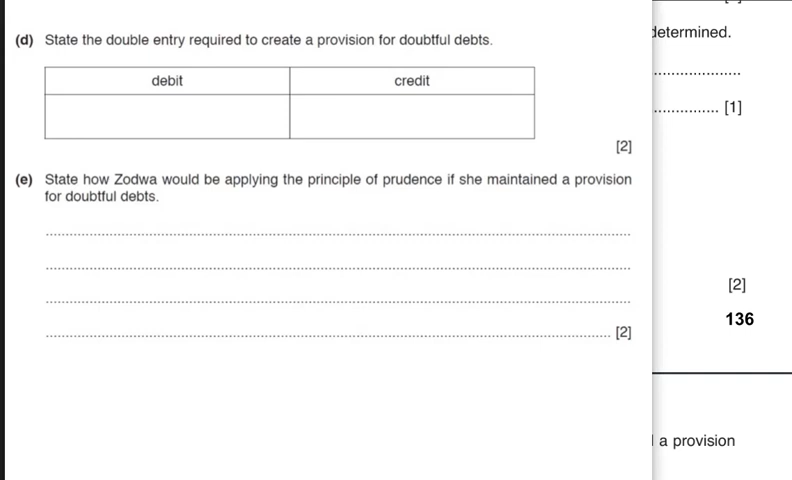 (d) State the double entry required to create a provision for doubtful debts.
debit credit
[2]
(e) State how Zodwa would be applying the principle of prudence if she maintained a provision
for doubtful debts.
....................................................................................................
....................................................................................................
....................................................................................................
.................................................................................................... [2]
determined.
.....................
............... [1]
[2]
136
a provision